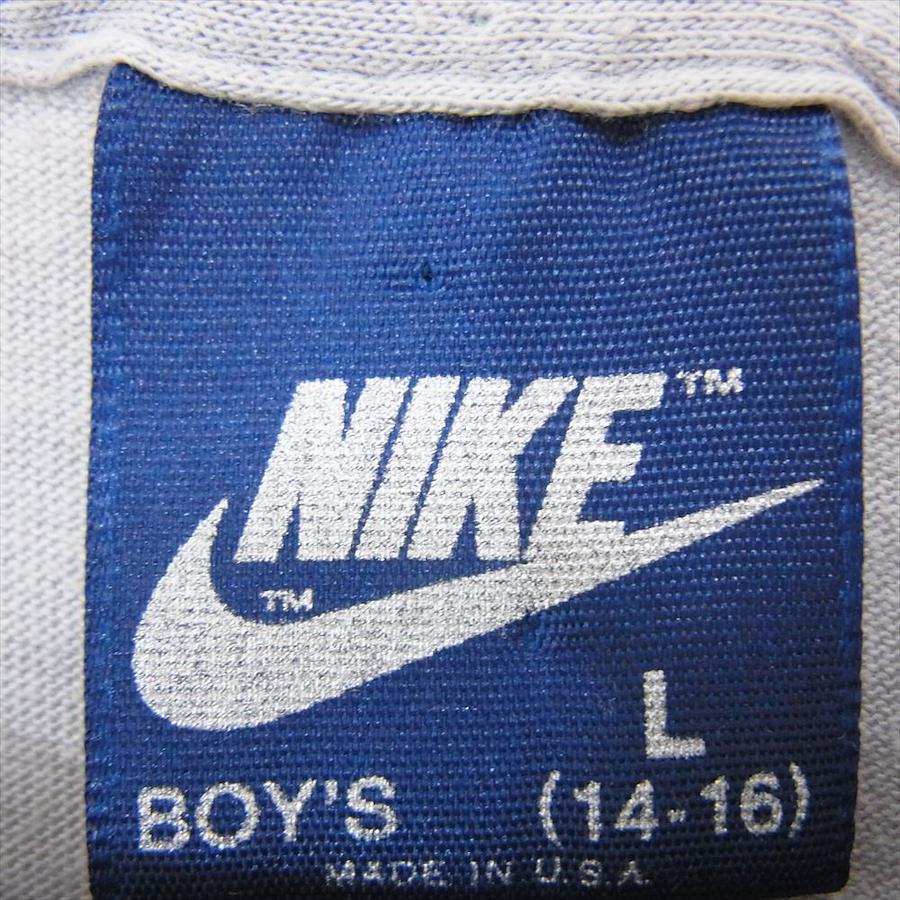 NIKE™
™
L
BOY'S (14-16)
MADE IN U.S.A.